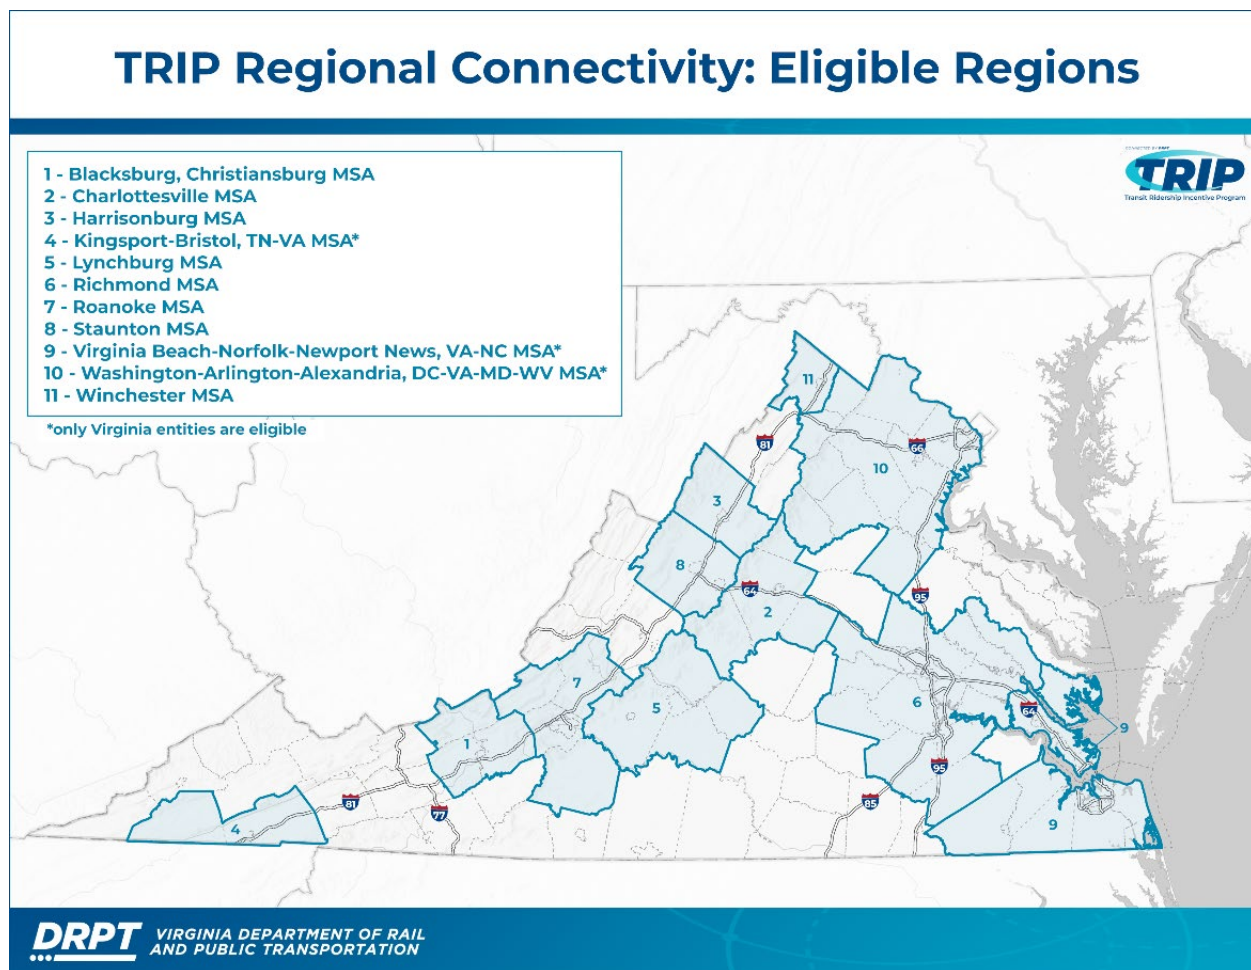 TRIP Regional Connectivity: Eligible Regions
1 - Blacksburg, Christiansburg MSA
2 - Charlottesville MSA
3 - Harrisonburg MSA
4 - Kingsport-Bristol, TN-VA MSA*
5 - Lynchburg MSA
6 - Richmond MSA
7 - Roanoke MSA
8 - Staunton MSA
9 - Virginia Beach-Norfolk-Newport News, VA-NC MSA*
10 - Washington-Arlington-Alexandria, DC-VA-MD-WV MSA*
11 - Winchester MSA
*only Virginia entities are eligible
TRIP
Transit Ridership Incentive Program
11
81
66
10
3
8
64
95
2
7
5
6
64
9
1
95
81
77
85
4
9
DRPT
VIRGINIA DEPARTMENT OF RAIL
AND PUBLIC TRANSPORTATION